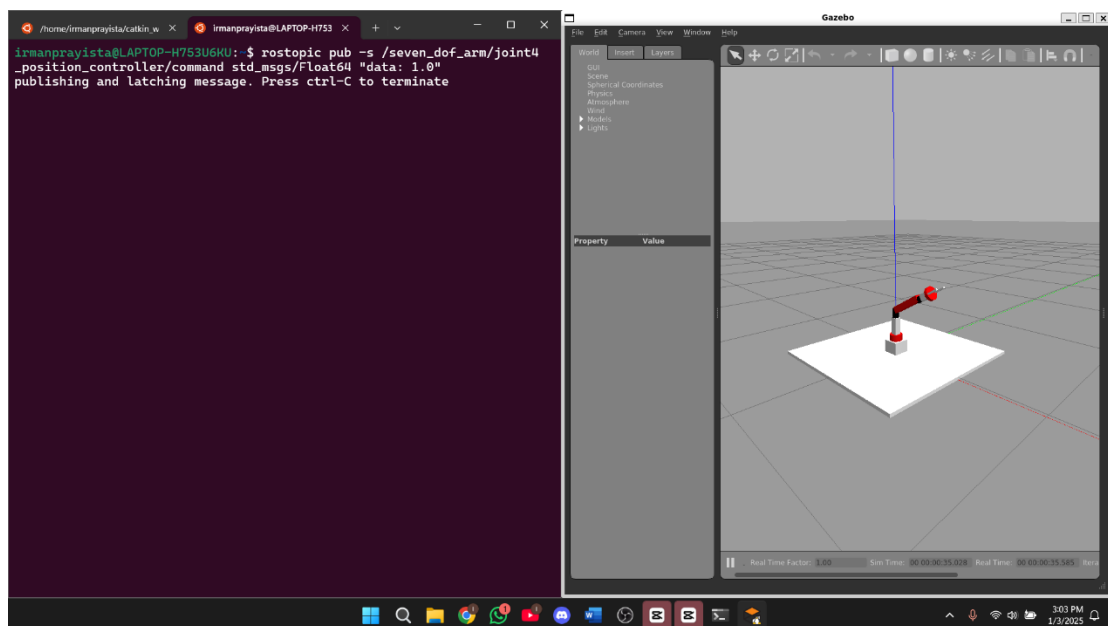 /home/irmanprayista/catkin_w
irmanprayista@LAPTOP-H753
irmanprayista@LAPTOP-H753U6KU:~$ rostopic pub -s /seven_dof_arm/joint4
_position_controller/command std_msgs/Float64 "data: 1.0"
publishing and latching message. Press ctrl-C to terminate
Gazebo
File Edit Camera View Window Help
World Insert Layers
GUI
Scene
Spherical Coordinates
Physics
Atmosphere
Wind
Models
Lights
Property Value
Real Time Factor: 1.00 Sim Time: 00 00:00:35.028 Real Time: 00 00:00:35.585 Itera
3:03 PM
1/3/2025